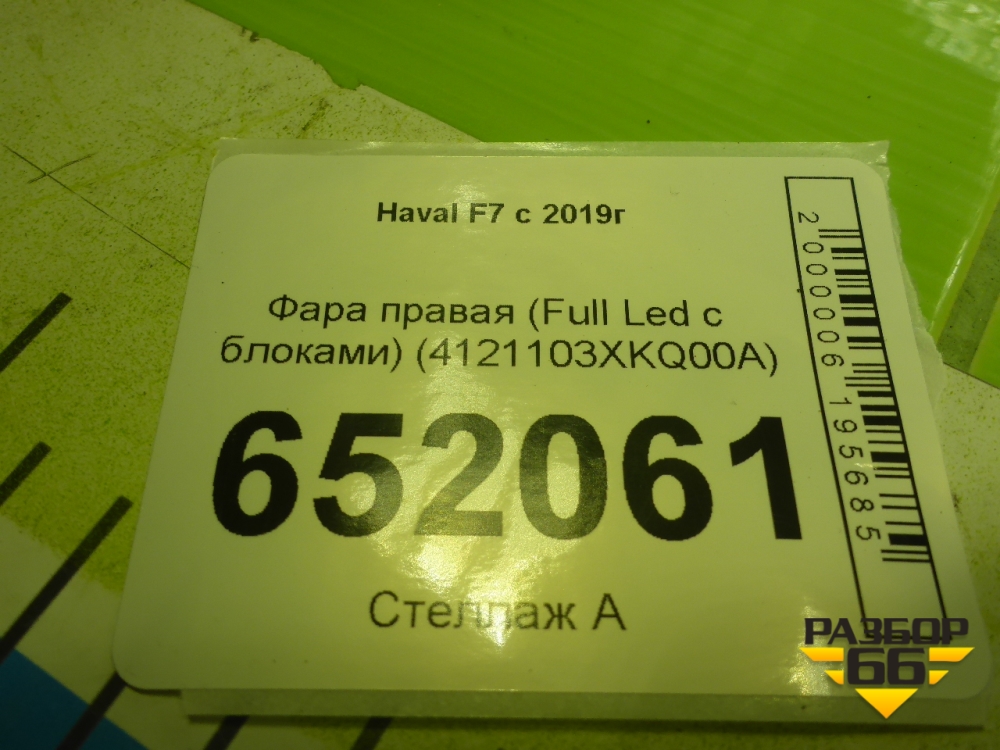 Haval F7 с 2019г
Фара правая (Full Led с
блоками) (4121103XKQ00A)
652061
Стеллаж А
2000006195685
РАЗБОР
66